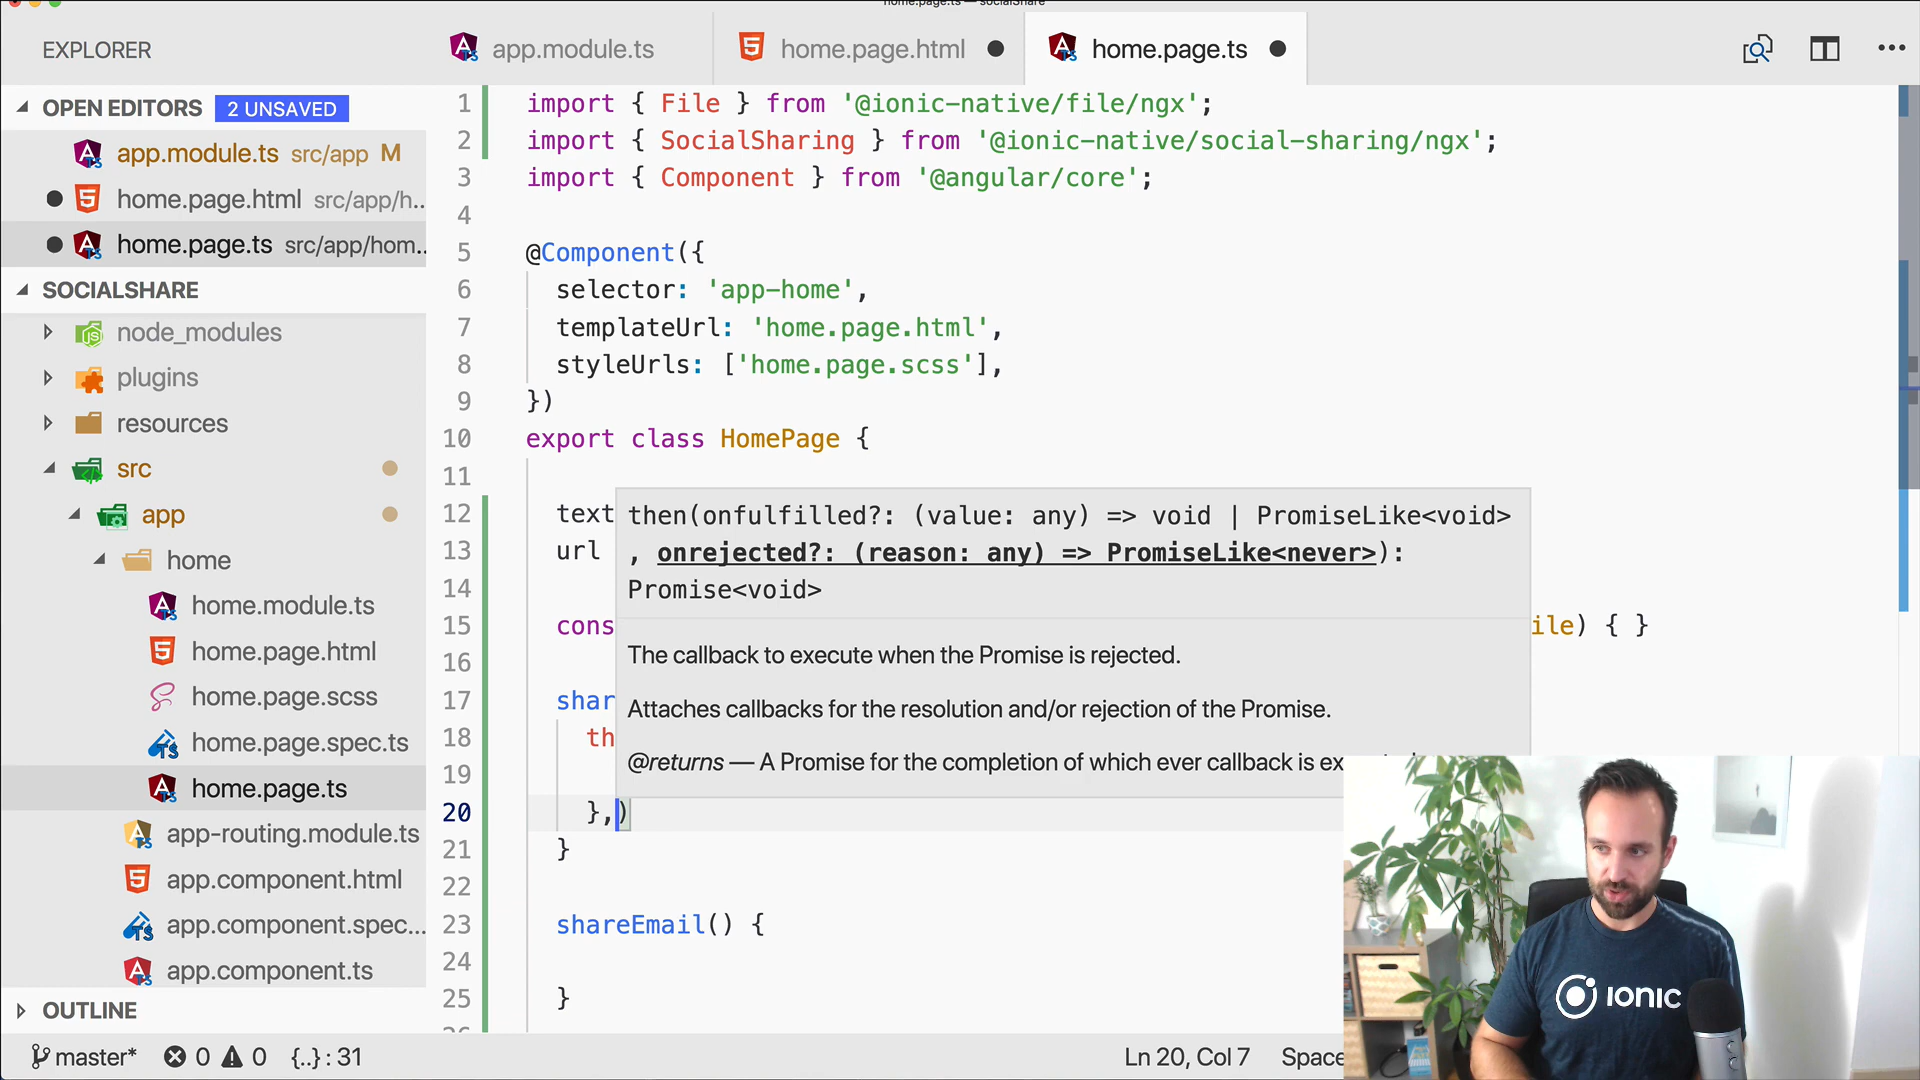 home.page.ts — socialShare
EXPLORER
app.module.ts
home.page.html
home.page.ts
OPEN EDITORS 2 UNSAVED
app.module.ts src/app M
home.page.html src/app/h...
home.page.ts src/app/hom...
SOCIALSHARE
node_modules
plugins
resources
src
app
home
home.module.ts
home.page.html
home.page.scss
home.page.spec.ts
home.page.ts
app-routing.module.ts
app.component.html
app.component.spec...
app.component.ts
OUTLINE
1 import { File } from '@ionic-native/file/ngx';
2 import { SocialSharing } from '@ionic-native/social-sharing/ngx';
3 import { Component } from '@angular/core';
4
5 @Component({
6 selector: 'app-home',
7 templateUrl: 'home.page.html',
8 styleUrls: ['home.page.scss'],
9 })
10 export class HomePage {
11
12 text
13 url
14
15 cons ile) { }
16
17 shar
18 th
19
20 },)
21 }
22
23 shareEmail() {
24
25 }
then(onfulfilled?: (value: any) => void | PromiseLike<void>
, onrejected?: (reason: any) => PromiseLike<never>):
Promise<void>
The callback to execute when the Promise is rejected.
Attaches callbacks for the resolution and/or rejection of the Promise.
@returns — A Promise for the completion of which ever callback is ex
ionic
master* 0 0 {..} : 31
Ln 20, Col 7 Space